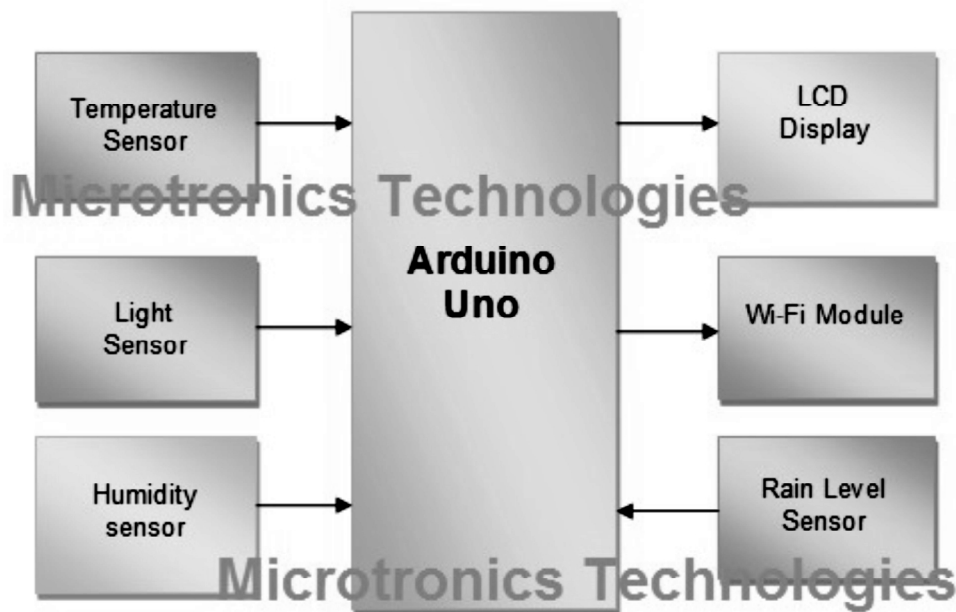 Temperature
Sensor
LCD
Display
Microtronics Technologies
Arduino
Uno
Light
Sensor
Wi-Fi Module
Humidity
sensor
Rain Level
Sensor
Microtronics Technologies